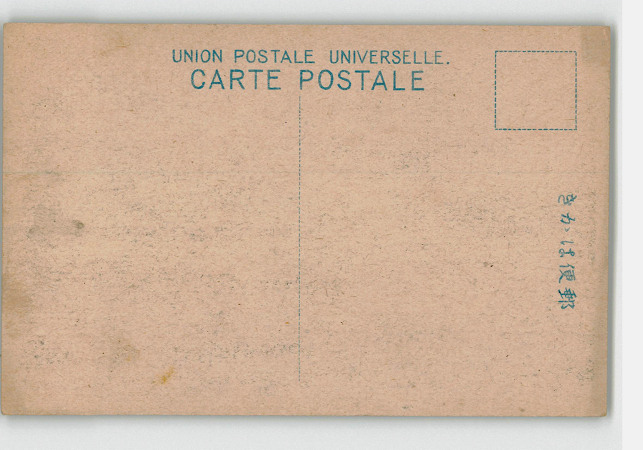 UNION POSTALE UNIVERSELLE.
CARTE POSTALE
きかは便郵